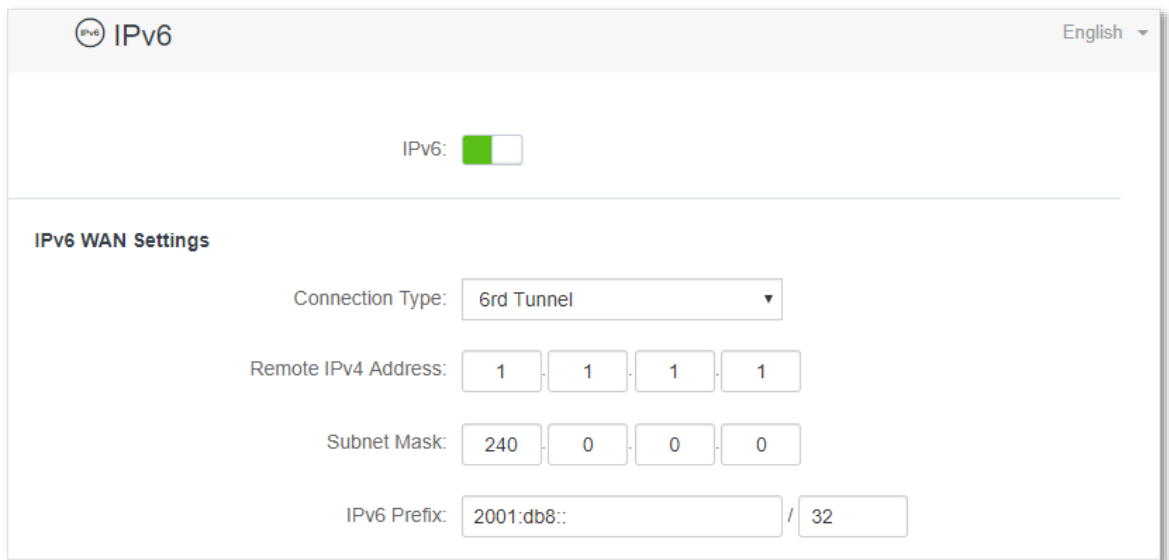 IPv6 IPv6
English
IPv6:
IPv6 WAN Settings
Connection Type: 6rd Tunnel
Remote IPv4 Address: 1 . 1 . 1 . 1
Subnet Mask: 240 . 0 . 0 . 0
IPv6 Prefix: 2001:db8:: / 32